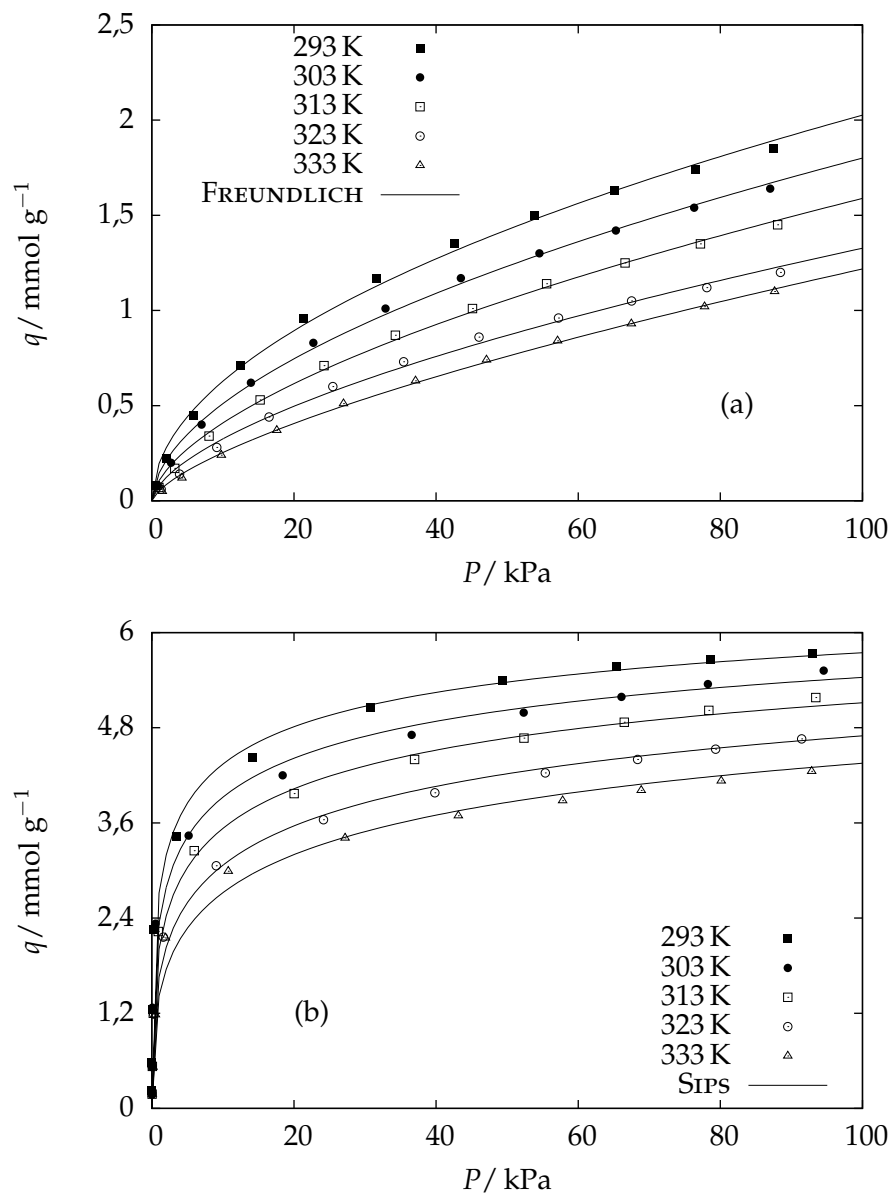 2,5
2
1,5
1
0,5
0
q / mmol g⁻¹
293 K
303 K
313 K
323 K
333 K
FREUNDLICH
(a)
0 20 40 60 80 100
P / kPa
6
4,8
3,6
2,4
1,2
0
q / mmol g⁻¹
293 K
303 K
313 K
323 K
333 K
SIPS
(b)
0 20 40 60 80 100
P / kPa